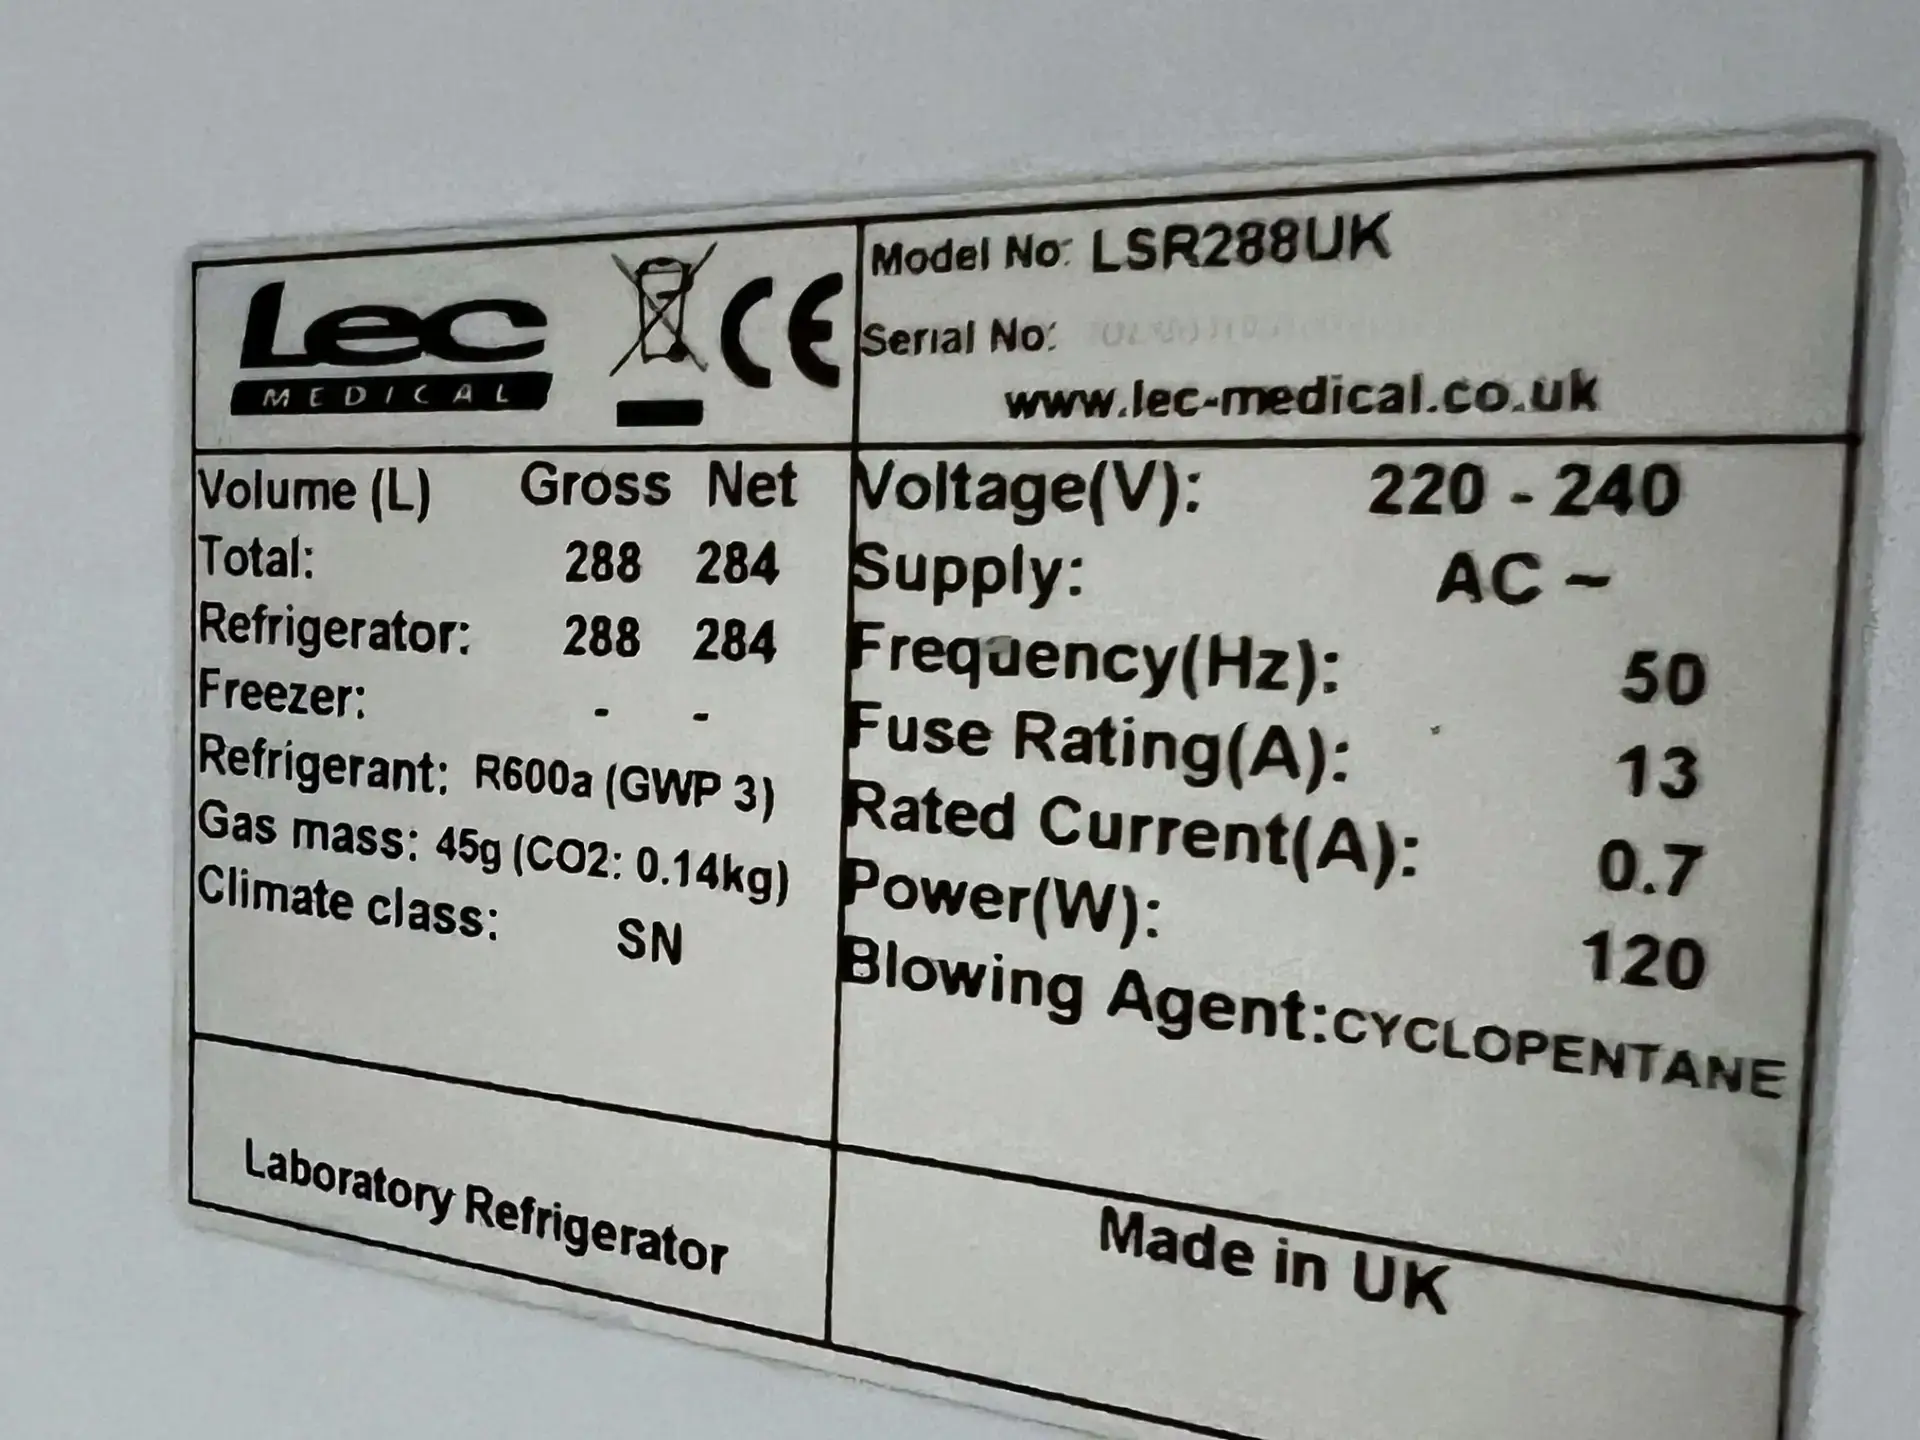 Lec
MEDICAL
CE
Model No: LSR288UK
Serial No:
www.lec-medical.co.uk
Volume (L) Gross Net
Total: 288 284
Refrigerator: 288 284
Freezer: - -
Refrigerant: R600a (GWP 3)
Gas mass: 45g (CO2: 0.14kg)
Climate class: SN
Voltage(V): 220 - 240
Supply: AC ~
Frequency(Hz): 50
Fuse Rating(A): 13
Rated Current(A): 0.7
Power(W): 120
Blowing Agent:CYCLOPENTANE
Laboratory Refrigerator
Made in UK